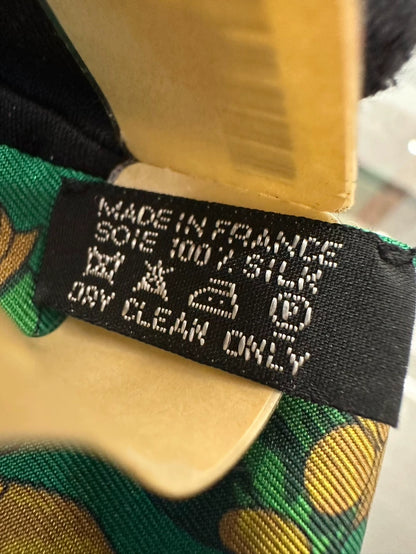 MADE IN FRANCE
SOIE 100 % SILK
P
DRY CLEAN ONLY